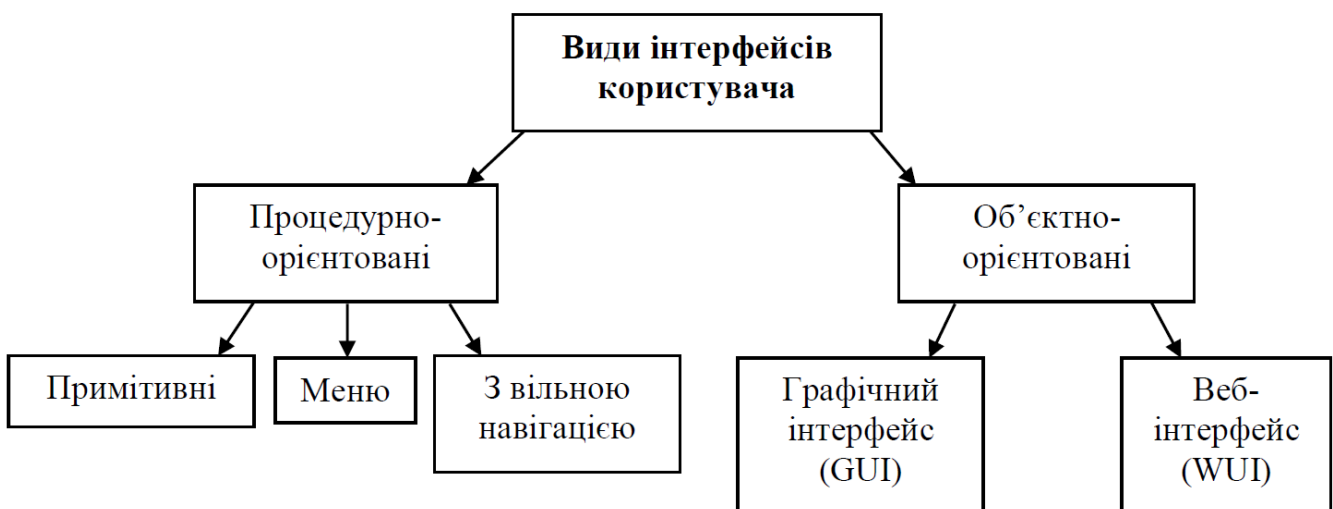 Види інтерфейсів
користувача
Процедурно-
орієнтовані
Об’єктно-
орієнтовані
Примітивні
Меню
З вільною
навігацією
Графічний
інтерфейс
(GUI)
Веб-
інтерфейс
(WUI)